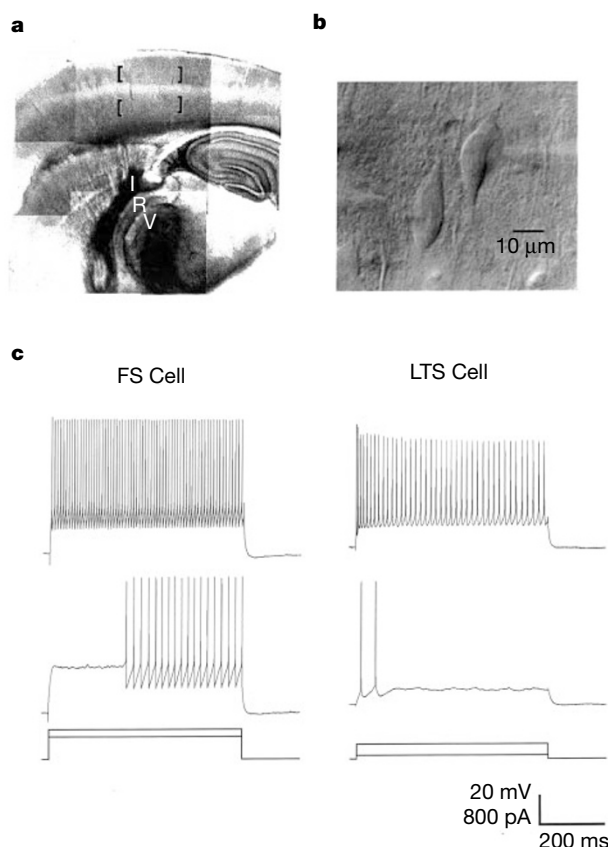 a
b
I
R
V
10 μm
c
FS Cell
LTS Cell
20 mV
800 pA
200 ms